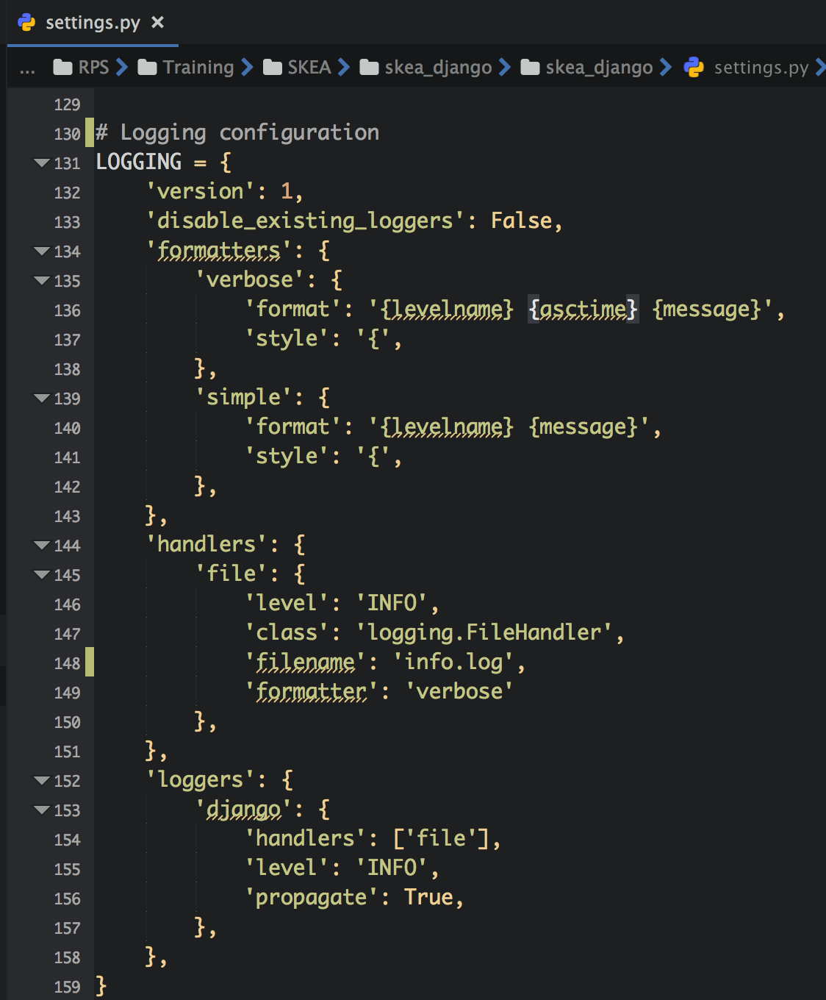 settings.py ×
... RPS Training SKEA skea_django skea_django settings.py
129
130 # Logging configuration
131 LOGGING = {
132     'version': 1,
133     'disable_existing_loggers': False,
134     'formatters': {
135         'verbose': {
136             'format': '{levelname} {asctime} {message}',
137             'style': '{',
138         },
139         'simple': {
140             'format': '{levelname} {message}',
141             'style': '{',
142         },
143     },
144     'handlers': {
145         'file': {
146             'level': 'INFO',
147             'class': 'logging.FileHandler',
148             'filename': 'info.log',
149             'formatter': 'verbose'
150         },
151     },
152     'loggers': {
153         'django': {
154             'handlers': ['file'],
155             'level': 'INFO',
156             'propagate': True,
157         },
158     },
159 }